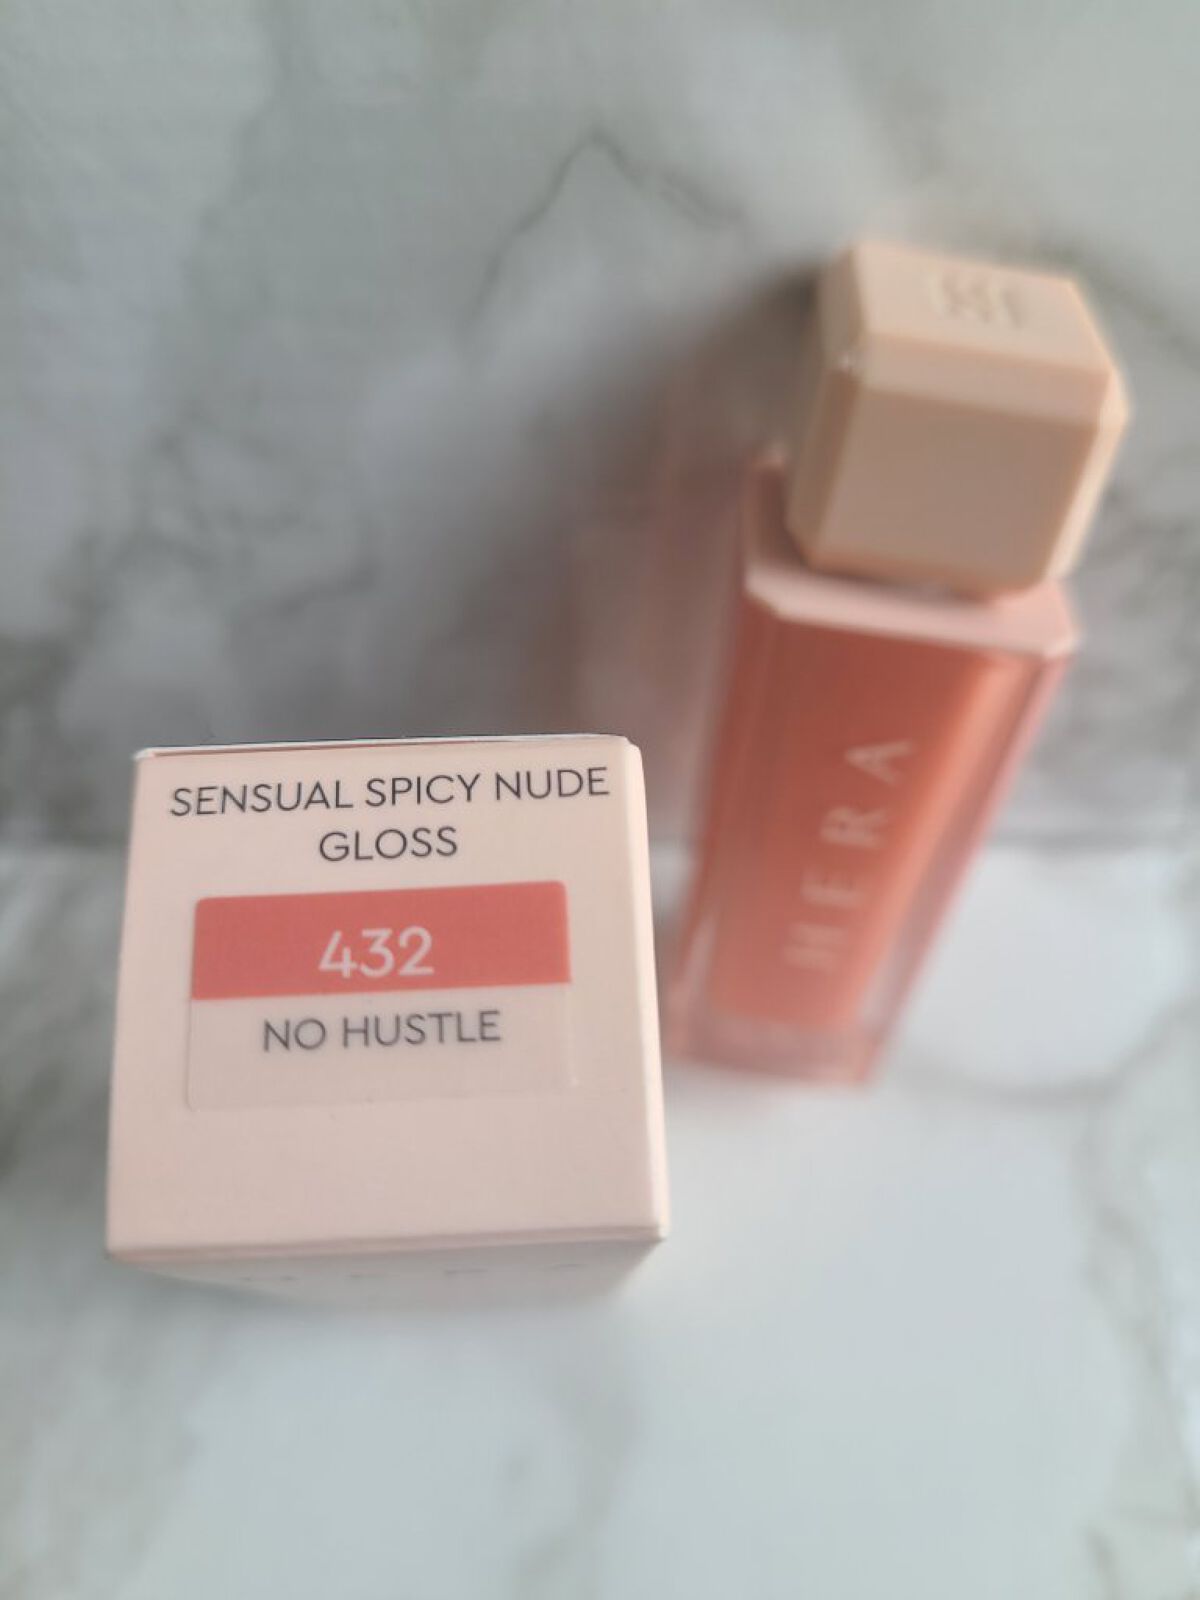 SENSUAL SPICY NUDE
GLOSS
432
NO HUSTLE
HERA